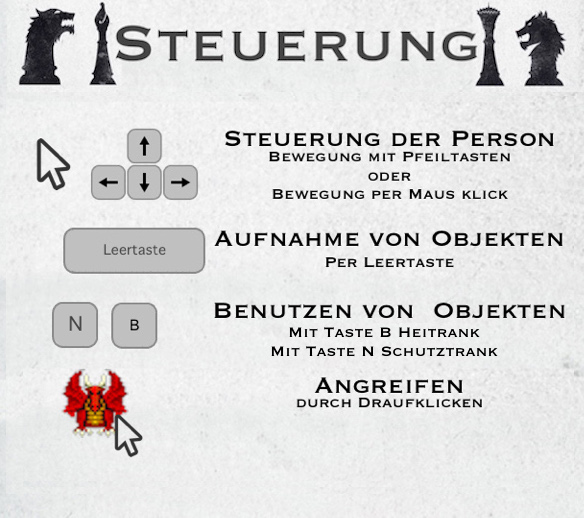 Steuerung
Steuerung der Person
Bewegung mit Pfeiltasten
oder
Bewegung per Maus klick
Leertaste
Aufnahme von Objekten
Per Leertaste
N
B
Benutzen von Objekten
Mit Taste B Heitrank
Mit Taste N Schutztrank
Angreifen
durch Draufklicken